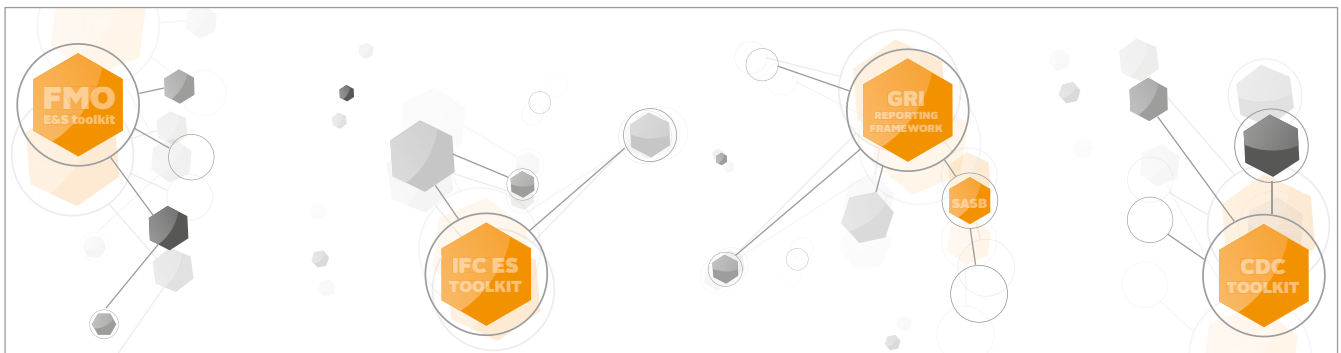 FMO
E&S toolkit
IFC ES
TOOLKIT
GRI
REPORTING
FRAMEWORK
SASB
CDC
TOOLKIT